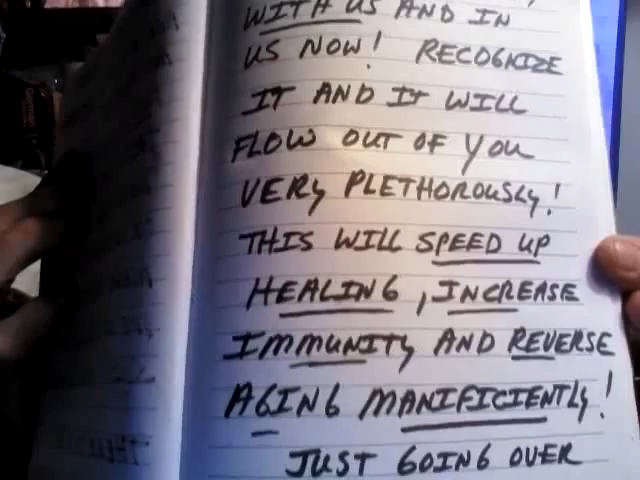 WITH US AND IN
US NOW! RECOGNIZE
IT AND IT WILL
FLOW OUT OF YOU
VERY PLETHOROUSLY!
THIS WILL SPEED UP
HEALING, INCREASE
IMMUNITY AND REVERSE
AGING MANIFICIENTLY!
JUST GOING OVER